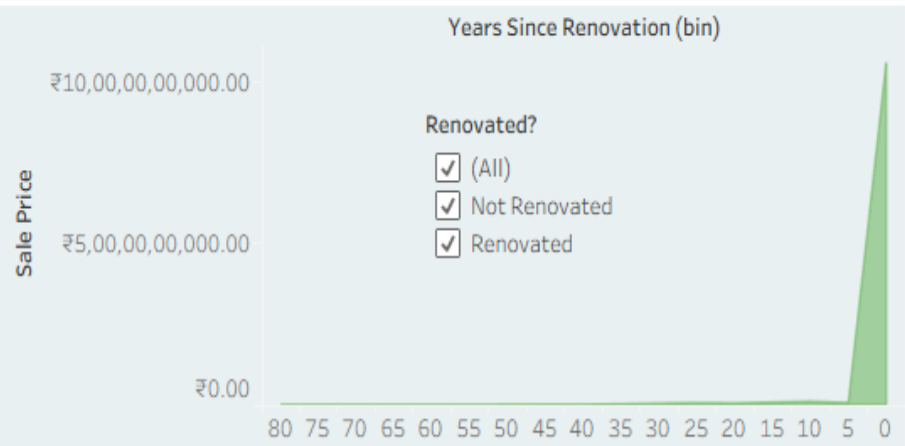 Years Since Renovation (bin)
₹10,00,00,00,000.00
Renovated?
(All)
Not Renovated
Renovated
Sale Price
₹5,00,00,00,000.00
₹0.00
80 75 70 65 60 55 50 45 40 35 30 25 20 15 10 5 0